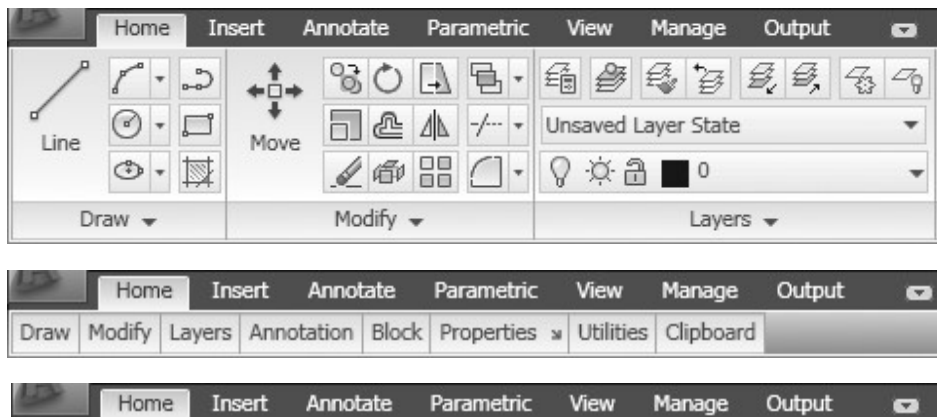 Home Insert Annotate Parametric View Manage Output
Unsaved Layer State
Line Move
0
Draw Modify Layers
Home Insert Annotate Parametric View Manage Output
Draw Modify Layers Annotation Block Properties Utilities Clipboard
Home Insert Annotate Parametric View Manage Output